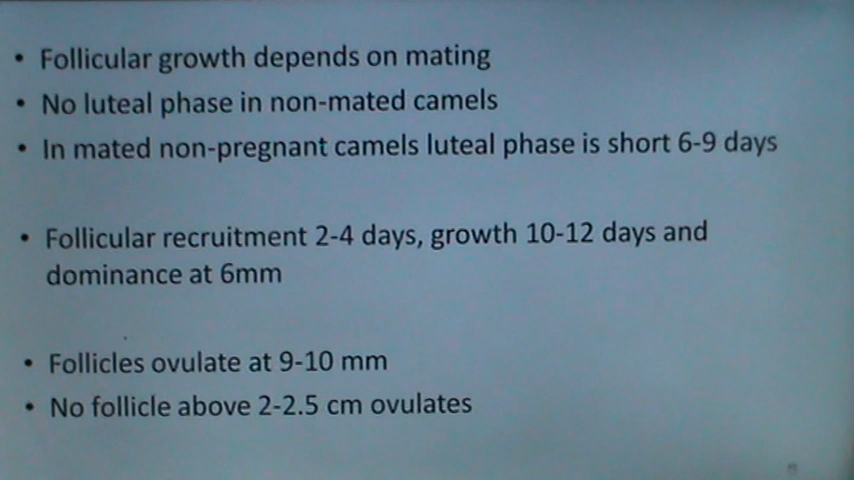 • Follicular growth depends on mating
• No luteal phase in non-mated camels
• In mated non-pregnant camels luteal phase is short 6-9 days
• Follicular recruitment 2-4 days, growth 10-12 days and
dominance at 6mm
• Follicles ovulate at 9-10 mm
• No follicle above 2-2.5 cm ovulates